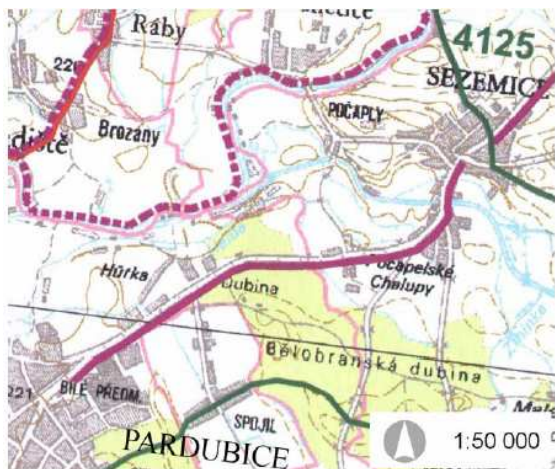 Ráby
4125
226
SEZEMICE
POČAPLY
Brozany
diště
Hůrka
Dubina
Počapelské
Chalupy
Bělobranská dubina
221
BÍLÉ PŘEDM.
SPOJIL
PARDUBICE
1:50 000